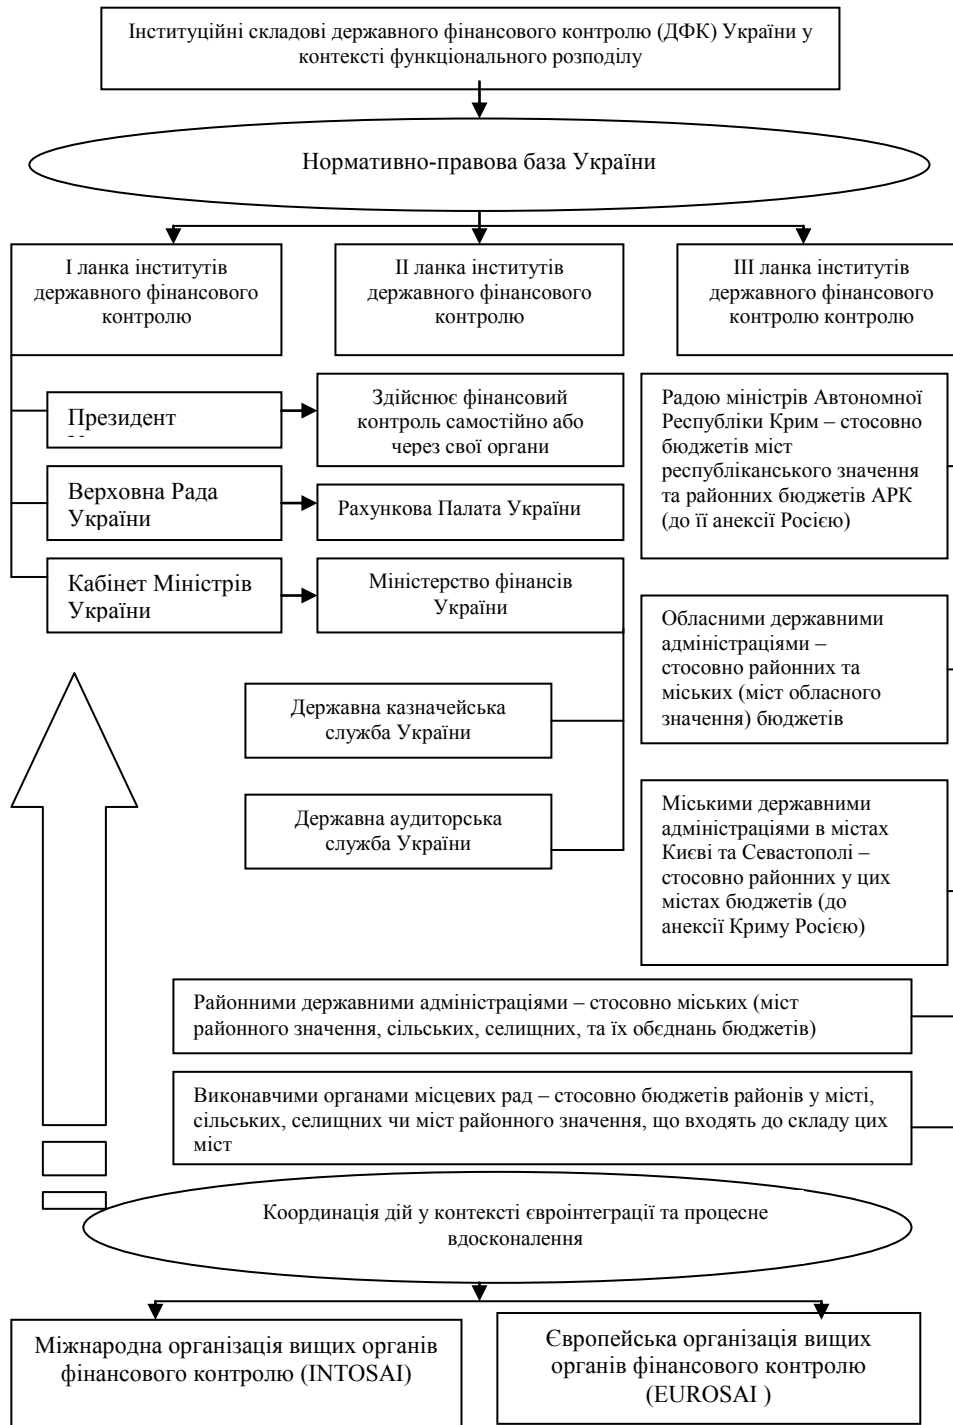 Інституційні складові державного фінансового контролю (ДФК) України у
контексті функціонального розподілу
Нормативно-правова база України
І ланка інститутів
державного фінансового
контролю
ІІ ланка інститутів
державного фінансового
контролю
ІІІ ланка інститутів
державного фінансового
контролю контролю
Президент
Здійснює фінансовий
контроль самостійно або
через свої органи
Верховна Рада
України
Рахункова Палата України
Кабінет Міністрів
України
Міністерство фінансів
України
Державна казначейська
служба України
Державна аудиторська
служба України
Радою міністрів Автономної
Республіки Крим – стосовно
бюджетів міст
республіканського значення
та районних бюджетів АРК
(до її анексії Росією)
Обласними державними
адміністраціями –
стосовно районних та
міських (міст обласного
значення) бюджетів
Міськими державними
адміністраціями в містах
Києві та Севастополі –
стосовно районних у цих
містах бюджетів (до
анексії Криму Росією)
Районними державними адміністраціями – стосовно міських (міст
районного значення, сільських, селищних, та їх обєднань бюджетів)
Виконавчими органами місцевих рад – стосовно бюджетів районів у місті,
сільських, селищних чи міст районного значення, що входять до складу цих
міст
Координація дій у контексті євроінтеграції та процесне
вдосконалення
Міжнародна організація вищих органів
фінансового контролю (INTOSAI)
Європейська організація вищих
органів фінансового контролю
(EUROSAI )